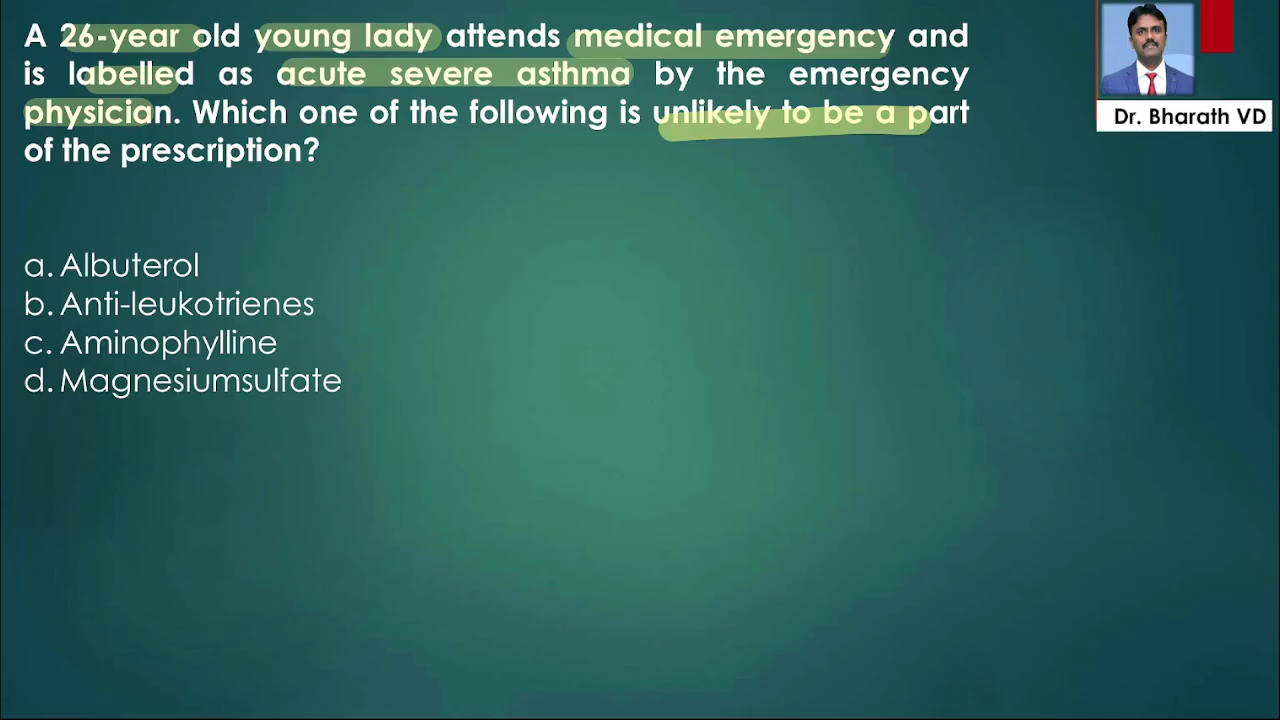 A 26-year old young lady attends medical emergency and
is labelled as acute severe asthma by the emergency
physician. Which one of the following is unlikely to be a part
of the prescription?
Dr. Bharath VD
a. Albuterol
b. Anti-leukotrienes
c. Aminophylline
d. Magnesiumsulfate